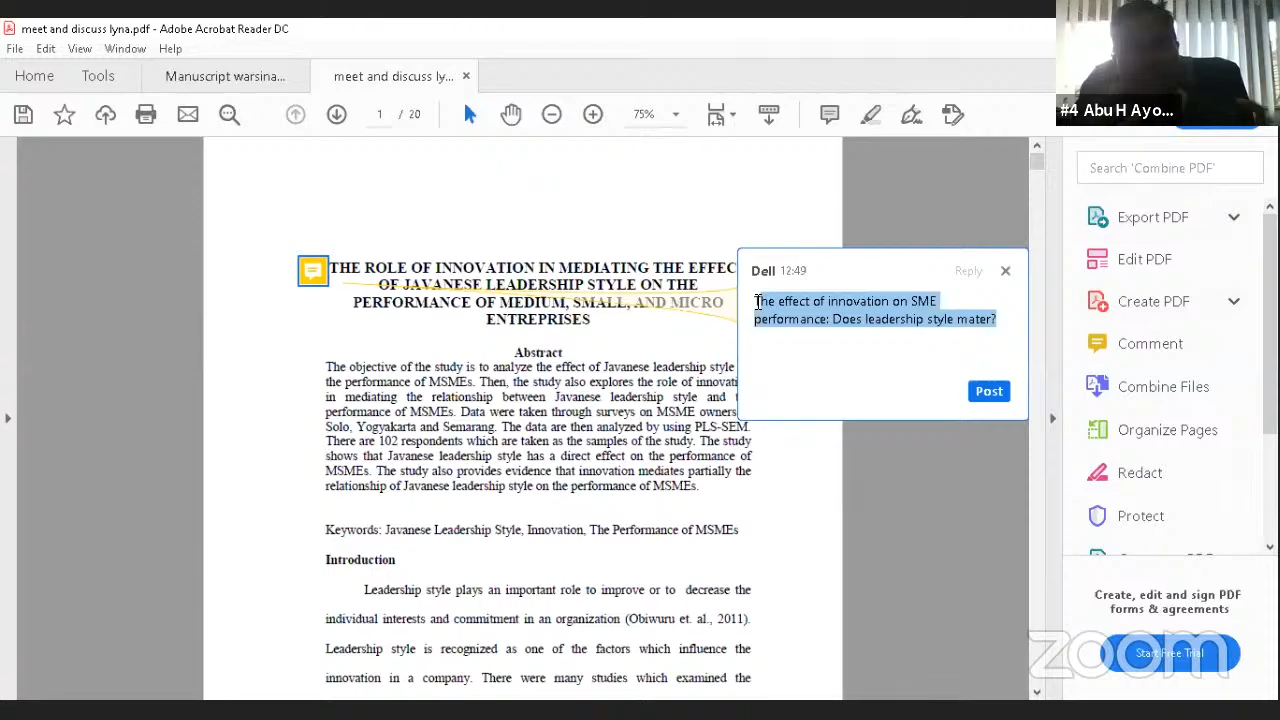 meet and discuss lyna.pdf - Adobe Acrobat Reader DC
File Edit View Window Help
Home Tools Manuscript warsina... meet and discuss ly... ×
1 / 20 75%
#4 Abu H Ayo...
Search 'Combine PDF'
Export PDF
Edit PDF
Create PDF
Comment
Combine Files
Organize Pages
Redact
Protect
Create, edit and sign PDF
forms & agreements
Start Free Trial
zoom
THE ROLE OF INNOVATION IN MEDIATING THE EFFEC
OF JAVANESE LEADERSHIP STYLE ON THE
PERFORMANCE OF MEDIUM, SMALL, AND MICRO
ENTREPRISES
Dell 12:49 Reply
The effect of innovation on SME
performance: Does leadership style mater?
Post
Abstract
The objective of the study is to analyze the effect of Javanese leadership style
the performance of MSMEs. Then, the study also explores the role of innovati
in mediating the relationship between Javanese leadership style and
performance of MSMEs. Data were taken through surveys on MSME owners
Solo, Yogyakarta and Semarang. The data are then analyzed by using PLS-SEM.
There are 102 respondents which are taken as the samples of the study. The study
shows that Javanese leadership style has a direct effect on the performance of
MSMEs. The study also provides evidence that innovation mediates partially the
relationship of Javanese leadership style on the performance of MSMEs.
Keywords: Javanese Leadership Style, Innovation, The Performance of MSMEs
Introduction
Leadership style plays an important role to improve or to decrease the
individual interests and commitment in an organization (Obiwuru et. al., 2011).
Leadership style is recognized as one of the factors which influence the
innovation in a company. There were many studies which examined the